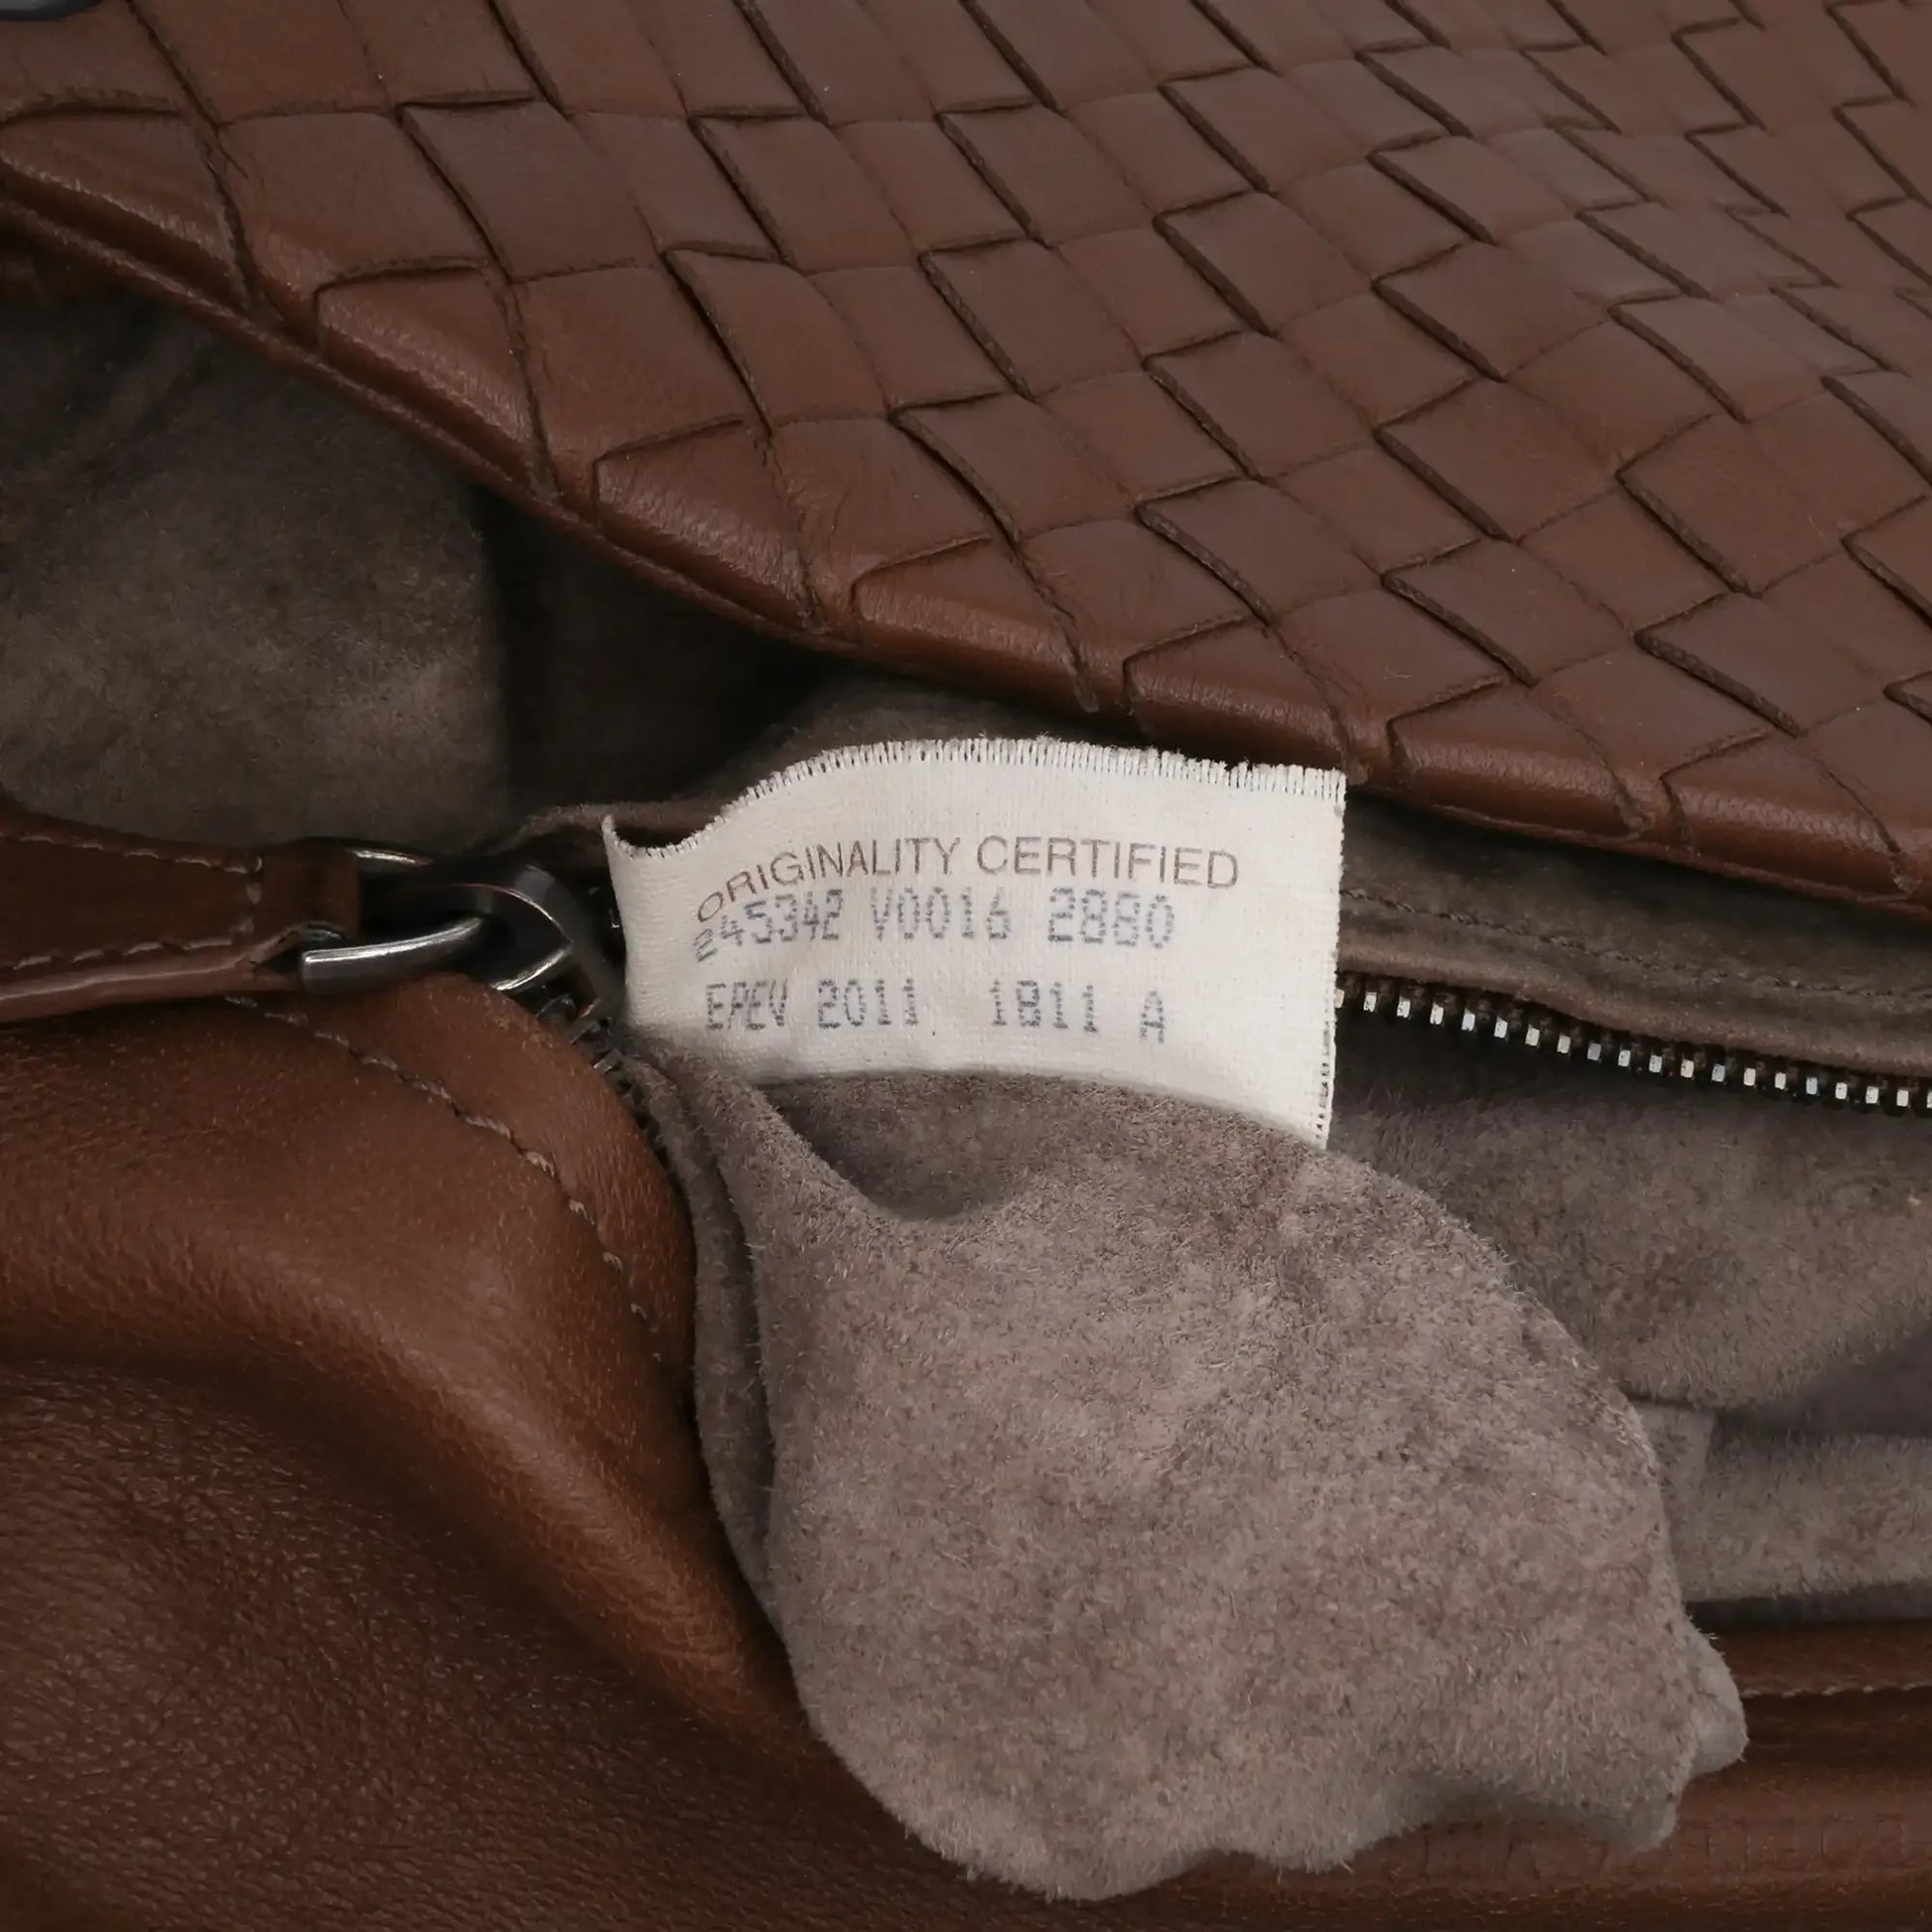 ORIGINALITY CERTIFIED
245342 V0016 2880
EPEV 2011 1811 A